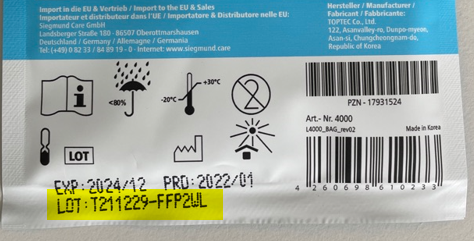 Import in die EU & Vertrieb / Import to the EU & Sales
Importateur et distributeur dans l'UE / Importatore & Distributore nelle EU:
Siegmund Care GmbH
Landsberger Straße 180 - 86507 Oberottmarshausen
Deutschland / Germany / Allemagne / Germania
Tel: (+49) 0 82 33 / 84 89 19 - 0 - Internet: www.siegmund.care
Hersteller / Manufacturer /
Fabricant / Fabricante:
TOPTEC Co., Ltd.
122, Asanvalley-ro, Dunpo-myeon,
Asan-si, Chungcheongnam-do,
Republic of Korea
i
<80%
-20°C
+30°C
2
PZN - 17931524
Art.- Nr. 4000
L4000_BAG_rev02
Made in Korea
LOT
4 260698 610233
EXP:2024/12 PRD:2022/01
LOT:T211229-FFP2WL